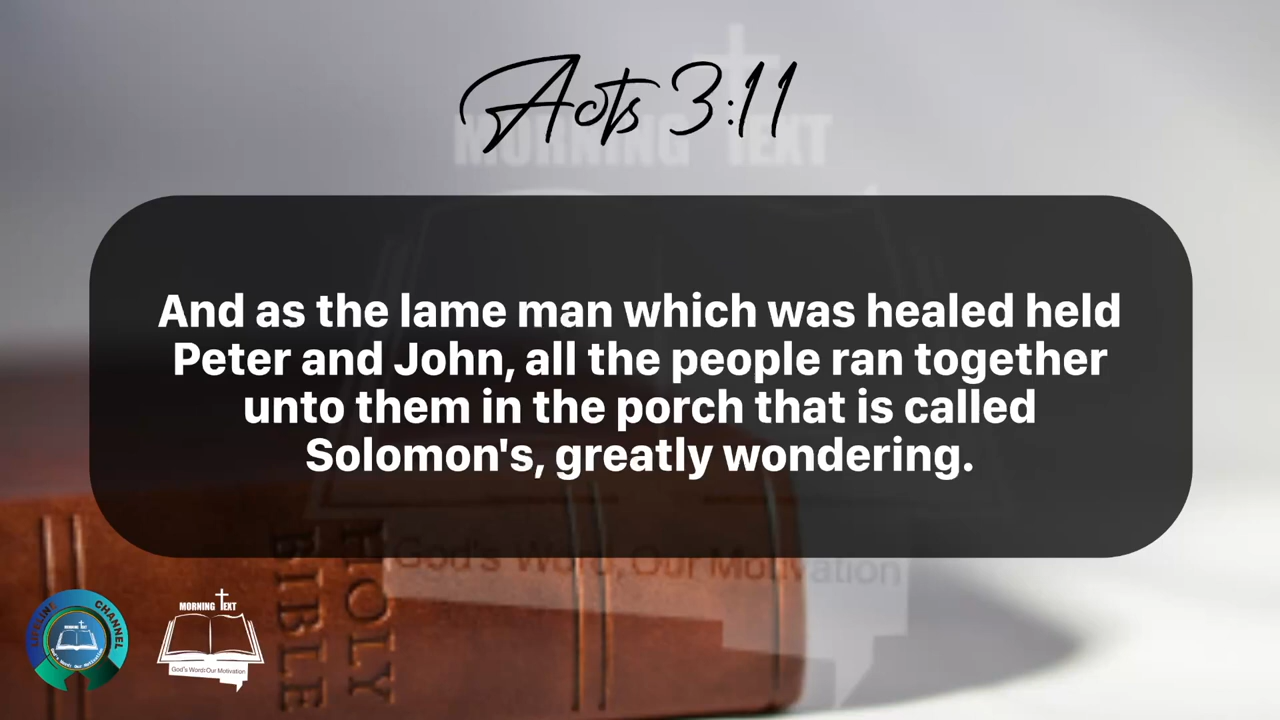 Acts 3:11
MORNING TEXT
And as the lame man which was healed held
Peter and John, all the people ran together
unto them in the porch that is called
Solomon's, greatly wondering.
God's Word, Our Motivation
HOLY
BIBLE
CHANNEL
MORNING TEXT
God's Word: Our Motivation